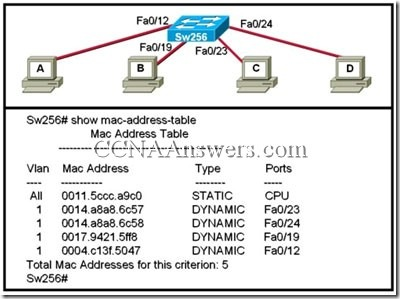 Fa0/12
Fa0/24
Sw256
Fa0/19
Fa0/23
A
B
C
D
Sw256# show mac-address-table
Mac Address Table
-------------------------------------------
CCNAAnswers.com
Vlan Mac Address Type Ports
---- ----------- -------- -----
All 0011.5ccc.a9c0 STATIC CPU
1 0014.a8a8.6c57 DYNAMIC Fa0/23
1 0014.a8a8.6c58 DYNAMIC Fa0/24
1 0017.9421.5ff8 DYNAMIC Fa0/19
1 0004.c13f.5047 DYNAMIC Fa0/12
Total Mac Addresses for this criterion: 5
Sw256#